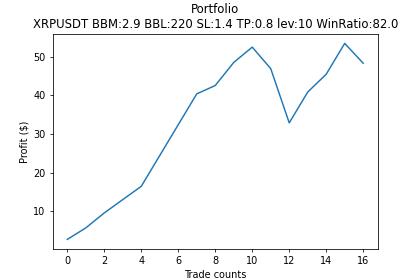 Portfolio
XRPUSDT BBM:2.9 BBL:220 SL:1.4 TP:0.8 lev:10 WinRatio:82.0
Profit ($)
50
40
30
20
10
0 2 4 6 8 10 12 14 16
Trade counts